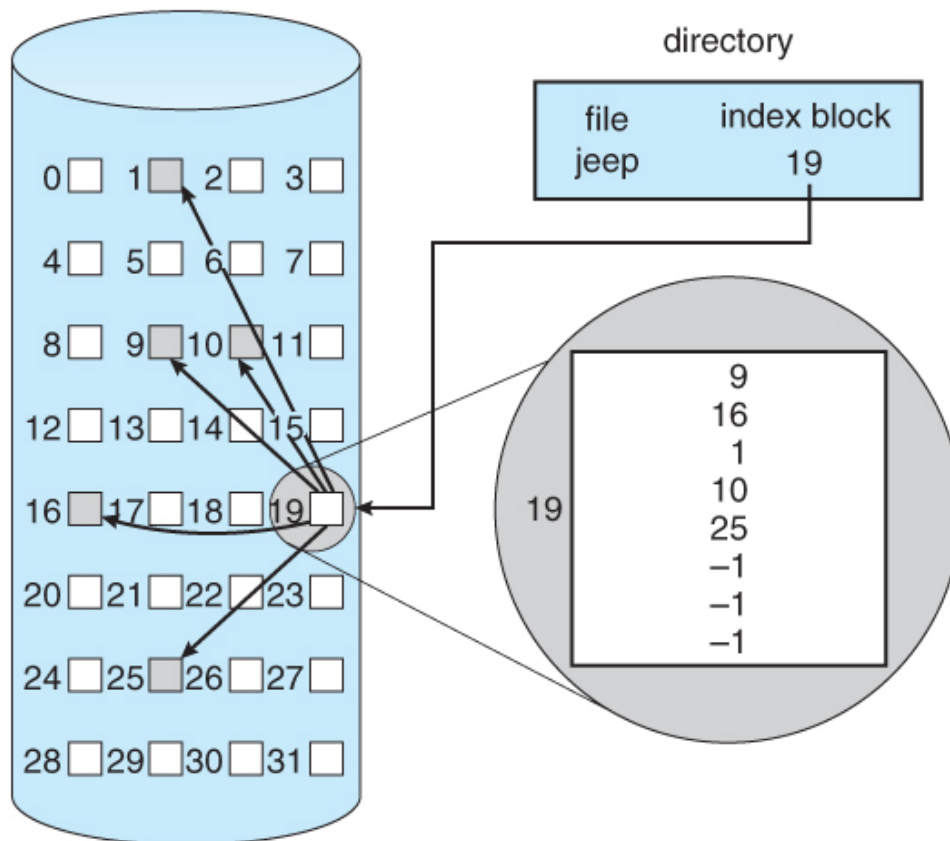 directory
file index block
jeep 19
0 1 2 3
4 5 6 7
8 9 10 11
12 13 14 15
16 17 18 19
20 21 22 23
24 25 26 27
28 29 30 31
19
9
16
1
10
25
–1
–1
–1